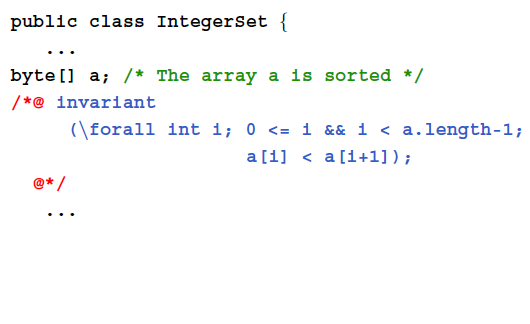 public class IntegerSet {
...
byte[] a; /* The array a is sorted */
/*@ invariant
(\forall int i; 0 <= i && i < a.length-1;
a[i] < a[i+1]);
@*/
...